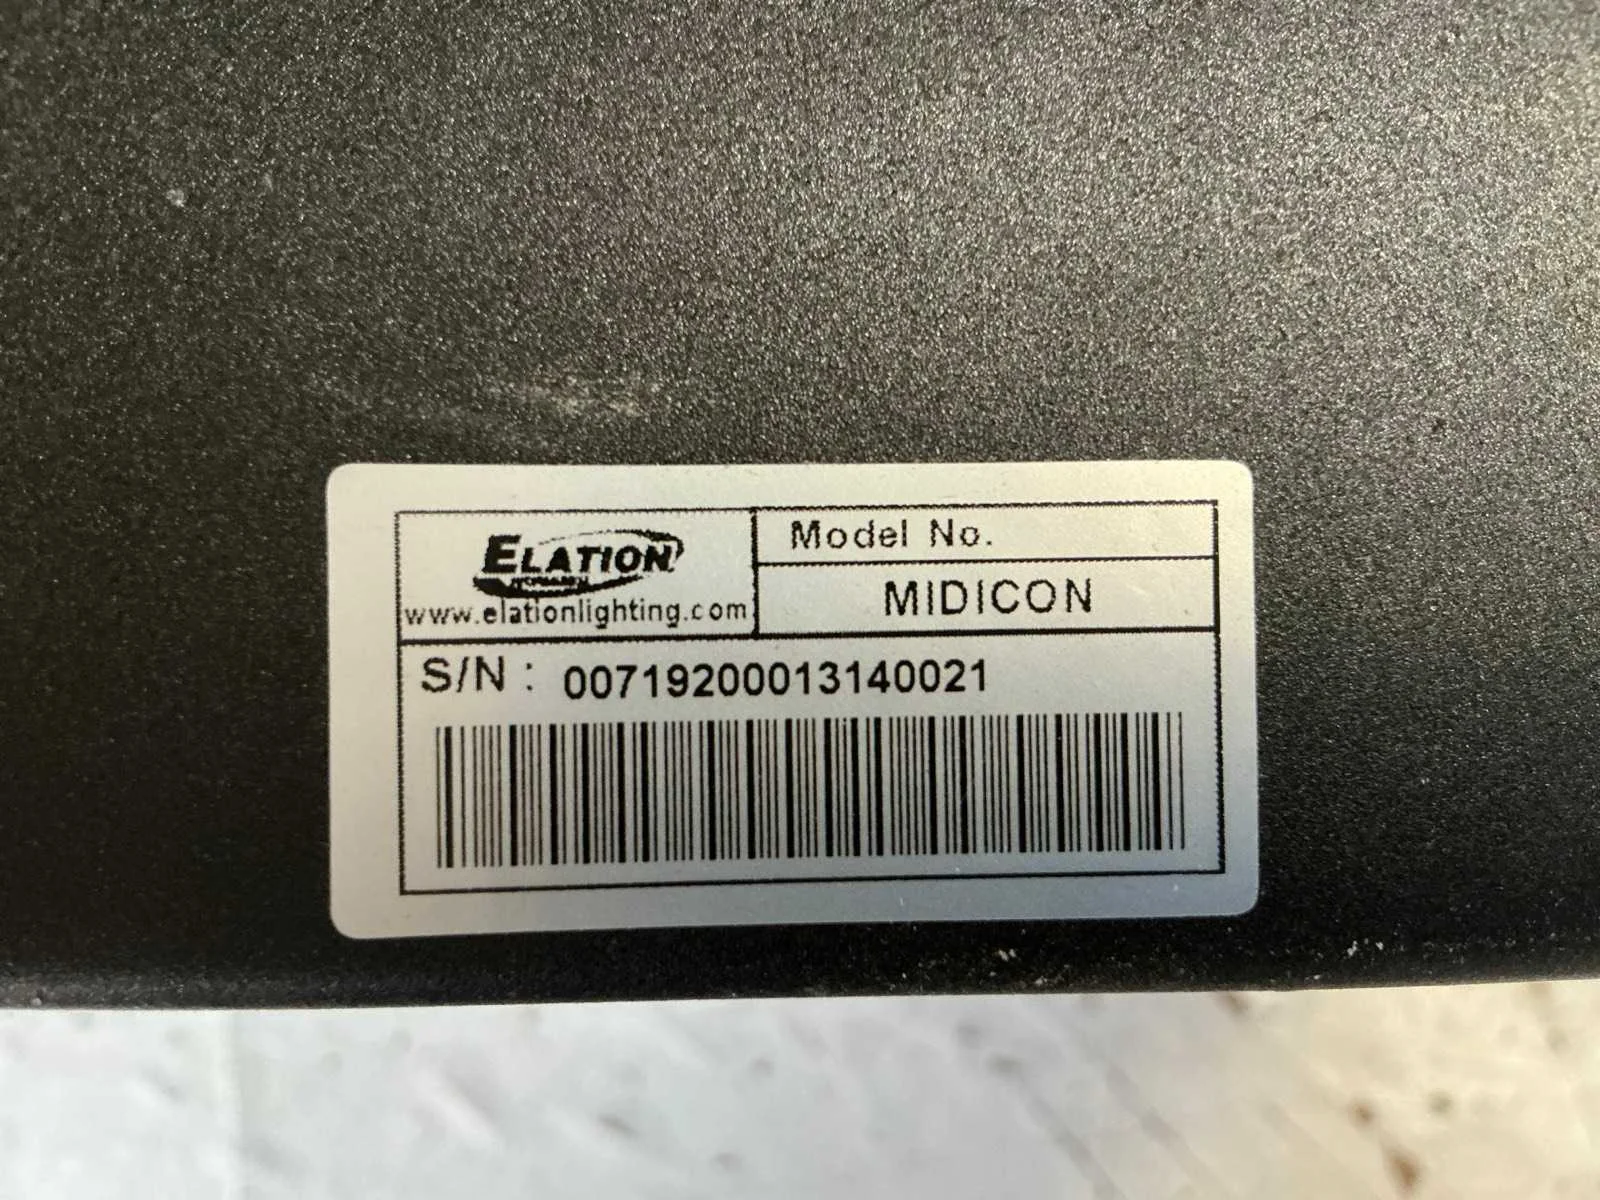 ELATION
www.elationlighting.com
Model No.
MIDICON
S/N : 00719200013140021